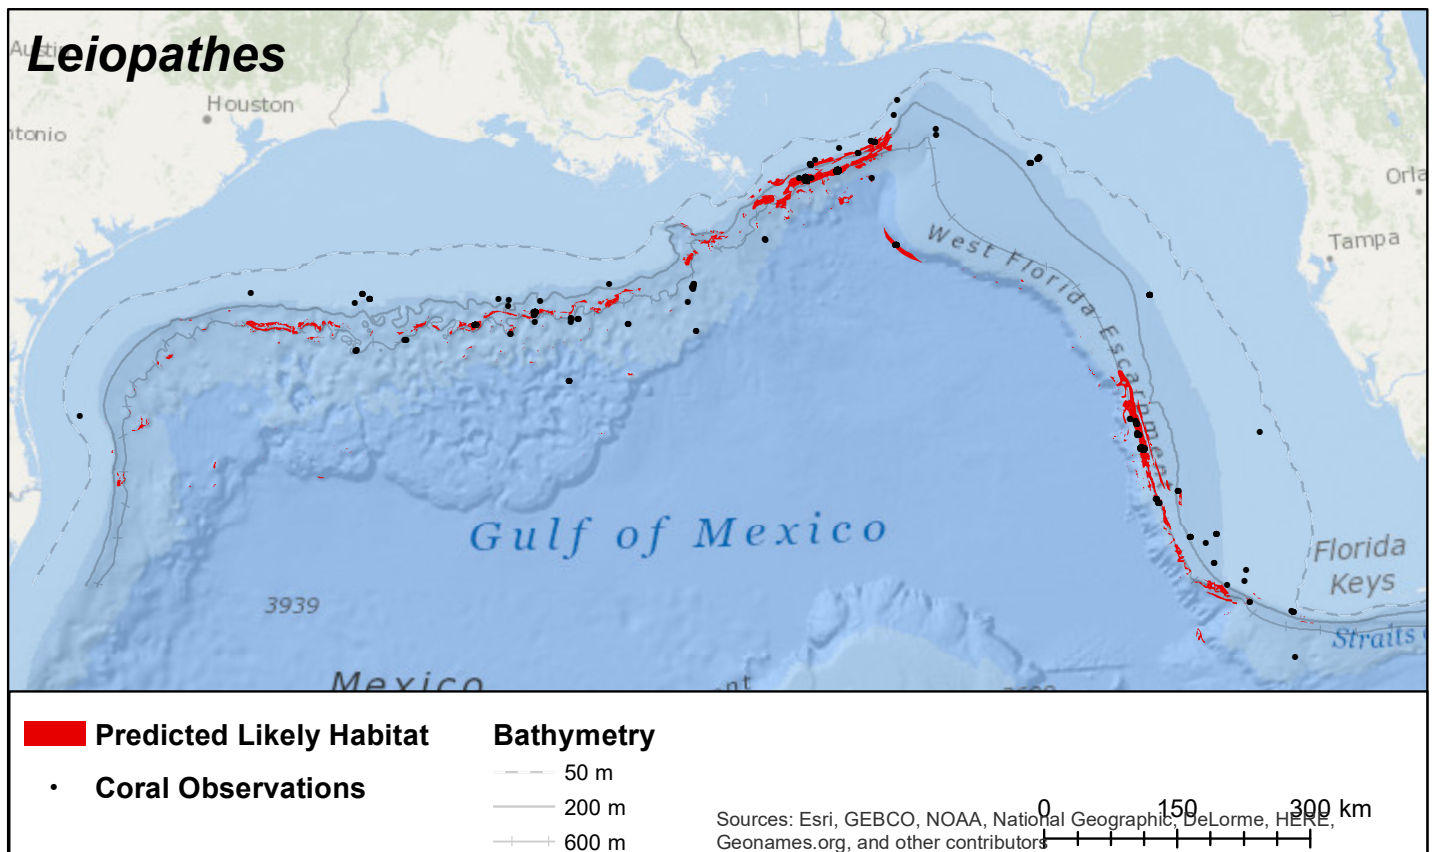 Leiopathes
Austin
Houston
ntonio
Orla
Tampa
West Florida Escarpment
Gulf of Mexico
Florida
Keys
3939
Straits
Mexico
Predicted Likely Habitat
Coral Observations
Bathymetry
50 m
200 m
600 m
0 150 300 km
Sources: Esri, GEBCO, NOAA, National Geographic, DeLorme, HERE,
Geonames.org, and other contributors